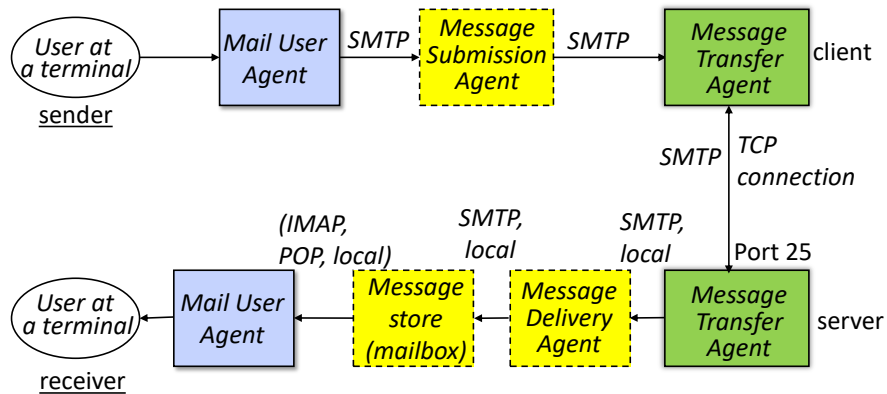 User at
a terminal
sender
Mail User
Agent
SMTP
Message
Submission
Agent
SMTP
Message
Transfer
Agent
client
SMTP
TCP
connection
Port 25
(IMAP,
POP, local)
SMTP,
local
SMTP,
local
User at
a terminal
receiver
Mail User
Agent
Message
store
(mailbox)
Message
Delivery
Agent
Message
Transfer
Agent
server